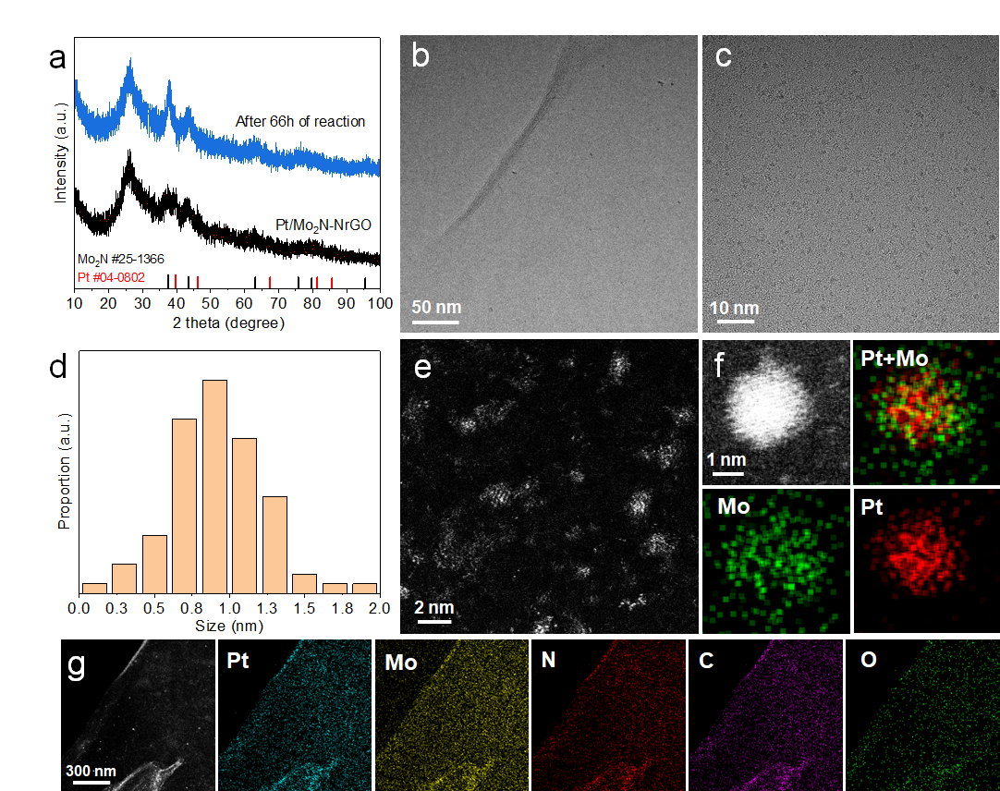 a
Intensity (a.u.)
After 66h of reaction
Pt/Mo₂N-NrGO
Mo₂N #25-1366
Pt #04-0802
10 20 30 40 50 60 70 80 90 100
2 theta (degree)
b
50 nm
c
10 nm
d
Proportion (a.u.)
0.0 0.3 0.5 0.8 1.0 1.3 1.5 1.8 2.0
Size (nm)
e
2 nm
f
1 nm
Pt+Mo
Mo
Pt
g
300 nm
Pt
Mo
N
C
O